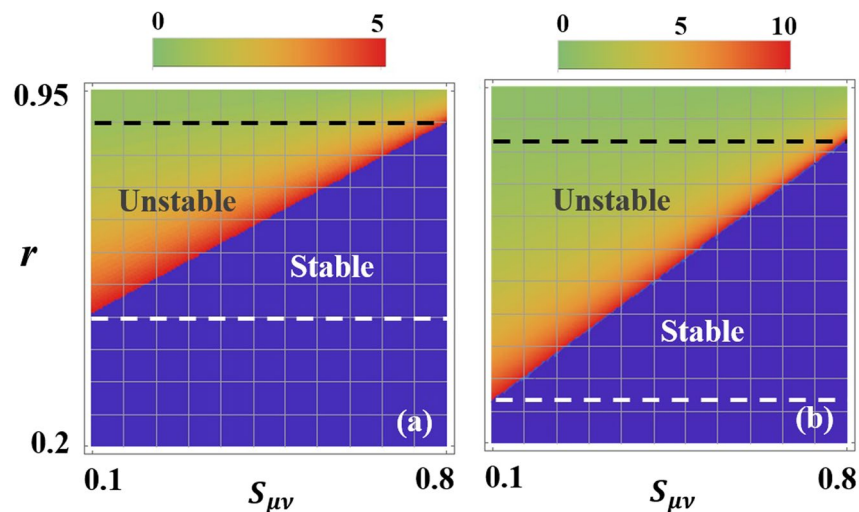 0 5
0 5 10
0.95
Unstable
Unstable
r
Stable
Stable
0.2
(a)
(b)
0.1 0.8
0.1 0.8
Sμν
Sμν